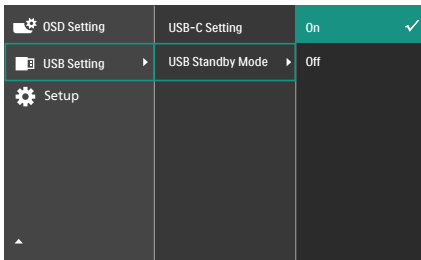 OSD Setting
USB Setting
Setup
USB-C Setting
USB Standby Mode
On
Off